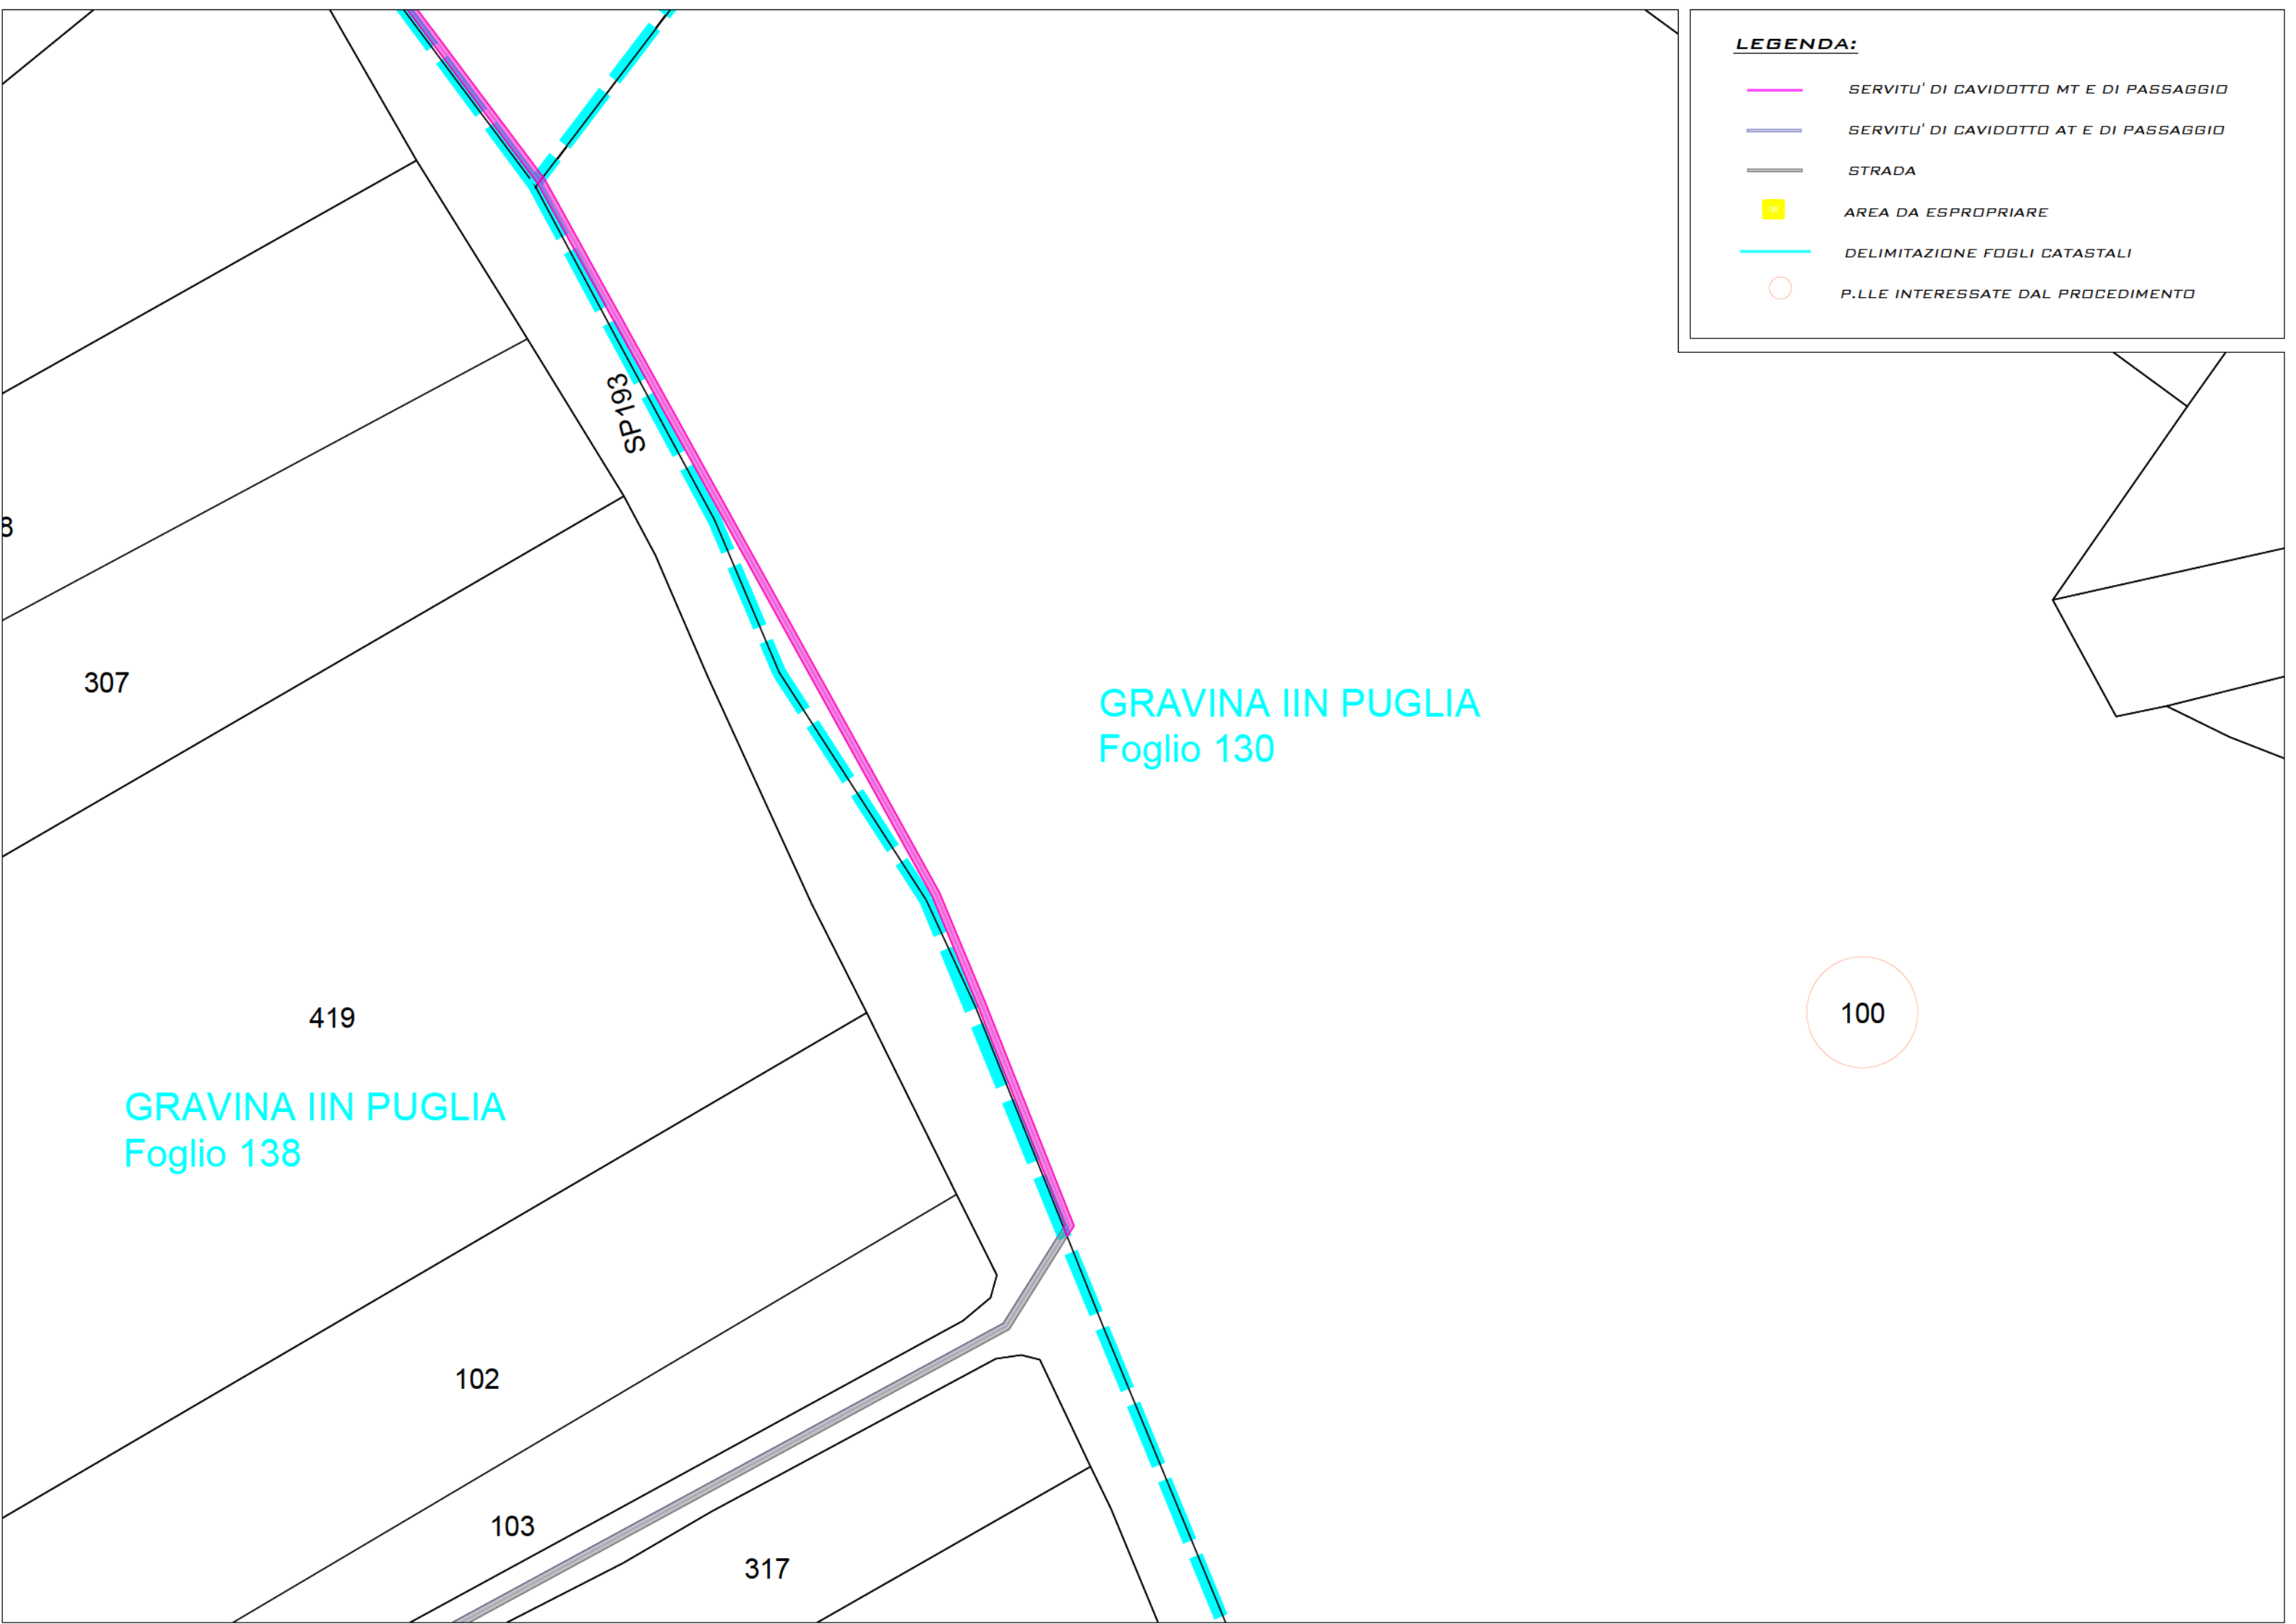 LEGENDA:
SERVITU' DI CAVIDOTTO MT E DI PASSAGGIO
SERVITU' DI CAVIDOTTO AT E DI PASSAGGIO
STRADA
AREA DA ESPROPRIARE
DELIMITAZIONE FOGLI CATASTALI
P.LLE INTERESSATE DAL PROCEDIMENTO
SP193
8
307
GRAVINA IIN PUGLIA
Foglio 130
419
100
GRAVINA IIN PUGLIA
Foglio 138
102
103
317